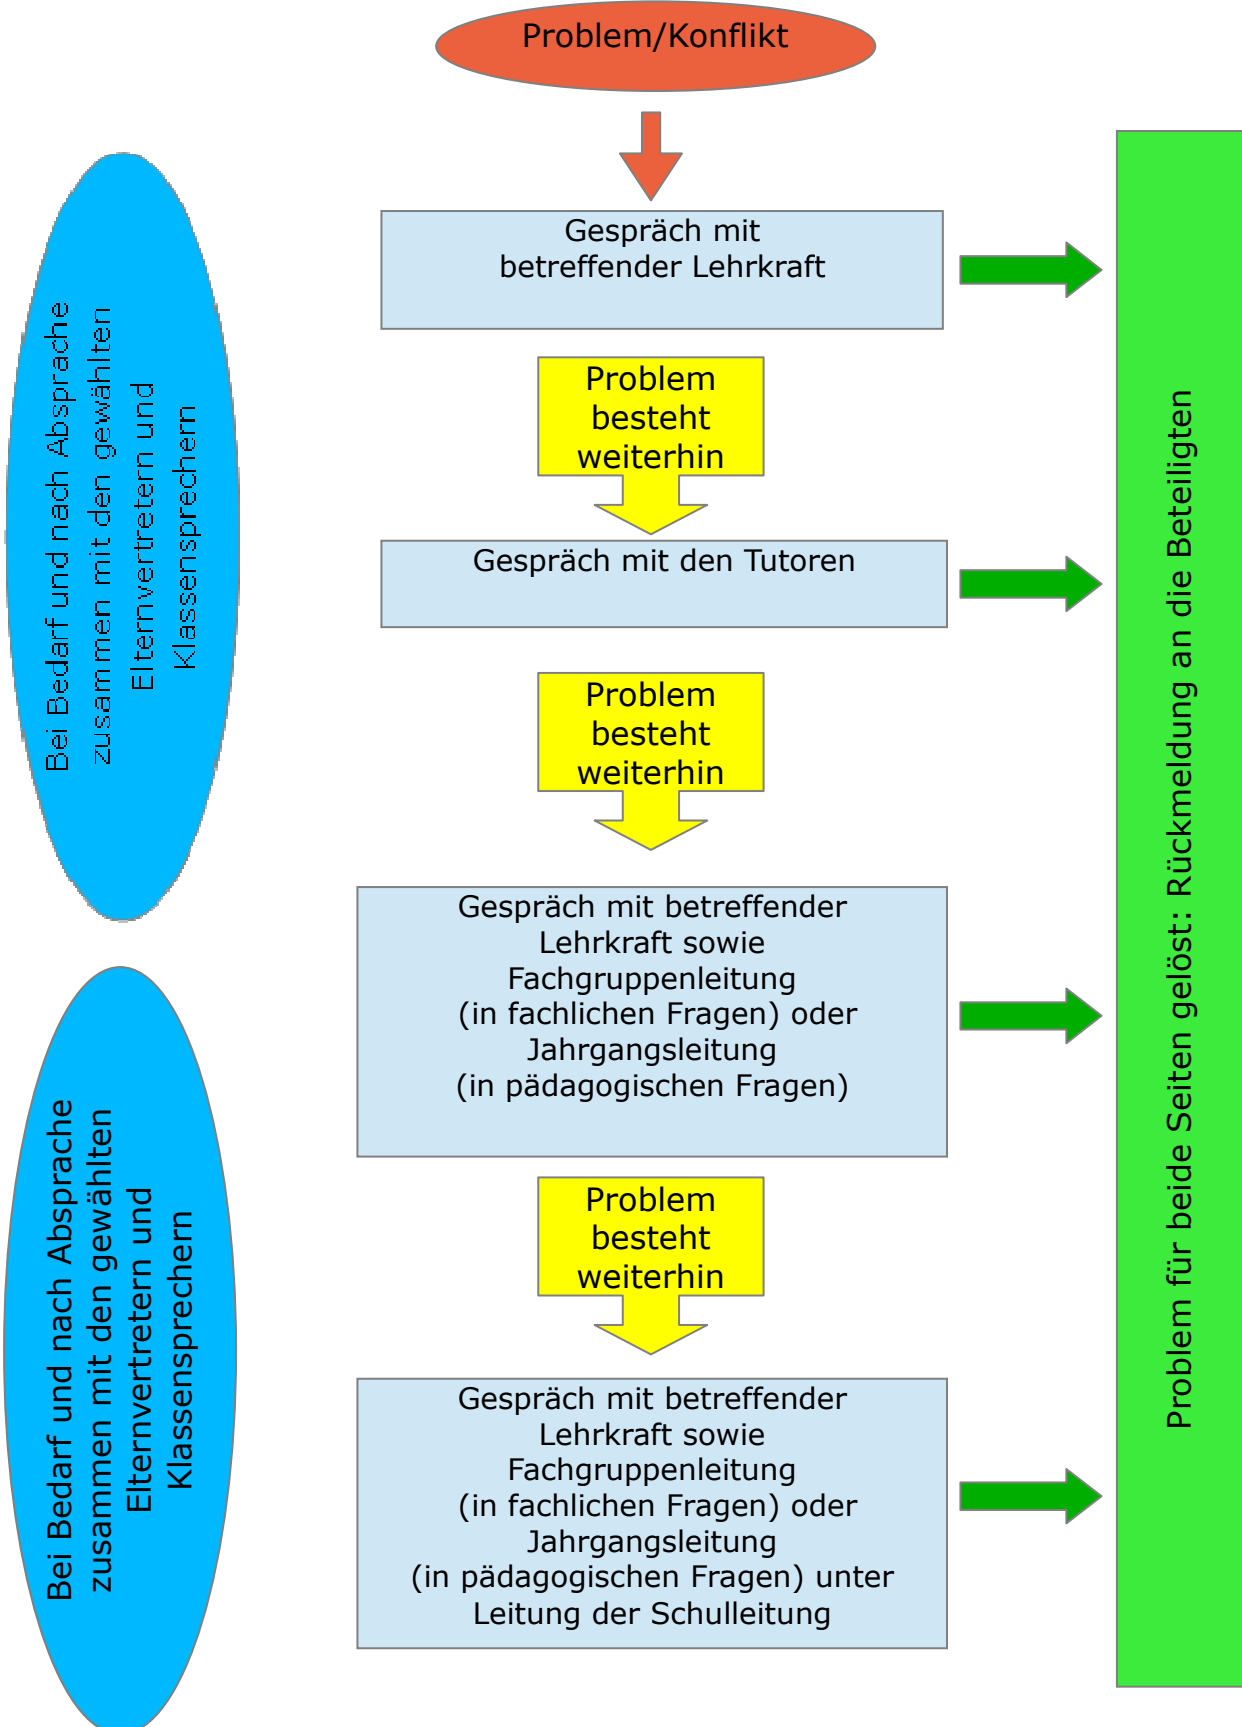 Problem/Konflikt
Gespräch mit
betreffender Lehrkraft
Problem
besteht
weiterhin
Gespräch mit den Tutoren
Problem
besteht
weiterhin
Gespräch mit betreffender
Lehrkraft sowie
Fachgruppenleitung
(in fachlichen Fragen) oder
Jahrgangsleitung
(in pädagogischen Fragen)
Problem
besteht
weiterhin
Gespräch mit betreffender
Lehrkraft sowie
Fachgruppenleitung
(in fachlichen Fragen) oder
Jahrgangsleitung
(in pädagogischen Fragen) unter
Leitung der Schulleitung
Bei Bedarf und nach Absprache
zusammen mit den gewählten
Elternvertretern und
Klassensprechern
Bei Bedarf und nach Absprache
zusammen mit den gewählten
Elternvertretern und
Klassensprechern
Problem für beide Seiten gelöst: Rückmeldung an die Beteiligten